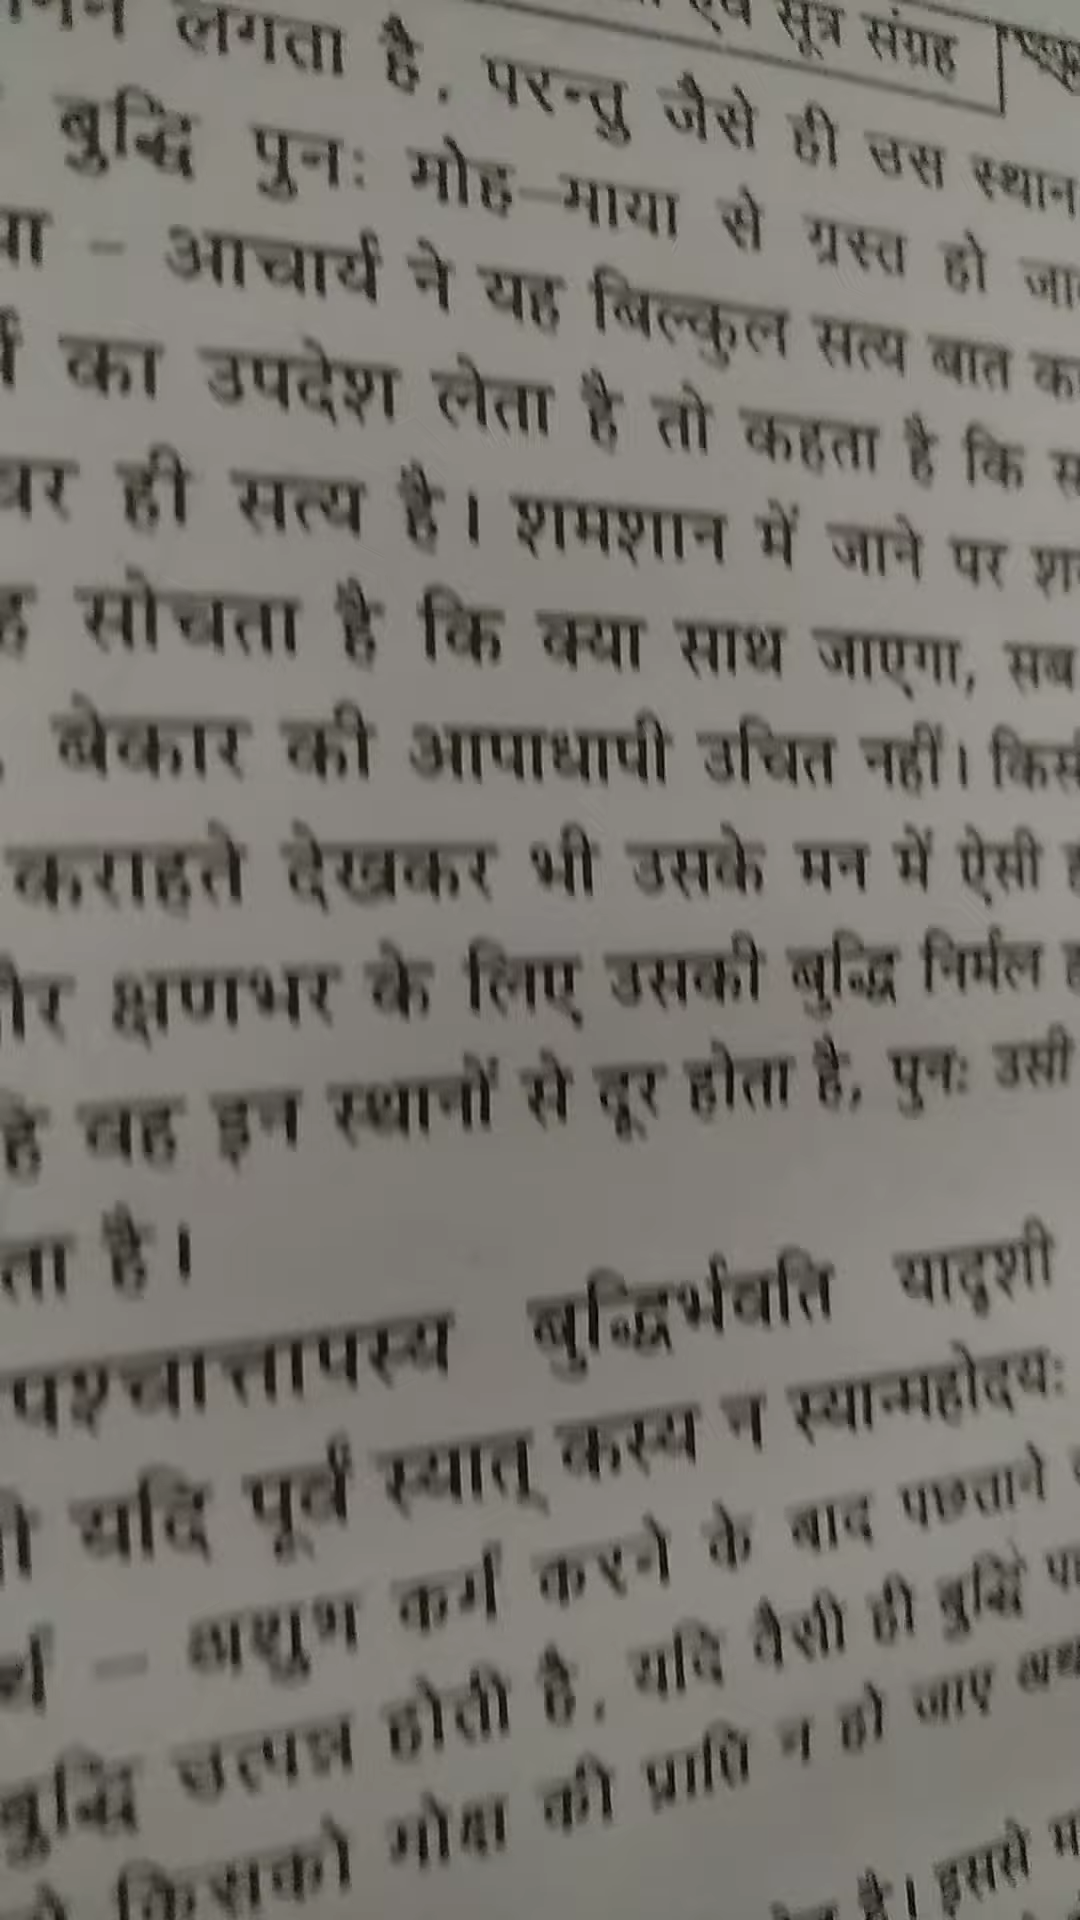 एवं सूत्र संग्रह
लगता है, परन्तु जैसे ही उस स्थान
बुद्धि पुनः मोह–माया से ग्रस्त हो
– आचार्य ने यह बिल्कुल सत्य बात
का उपदेश लेता है तो कहता है कि
ही सत्य है। शमशान में जाने पर
सोचता है कि क्या साथ जाएगा, सब
बेकार की आपाधापी उचित नहीं।
कराहते देखकर भी उसके मन में ऐसी
क्षणभर के लिए उसकी बुद्धि निर्मल
है वह इन स्थानों से दूर होता है, पुनः उसी
ता है।
पश्चात्तापस्य बुद्धिर्भवति यादृशी
यदि पूर्वं स्यात् कस्य न स्यान्महोदयः
– अशुभ कर्म करने के बाद पछताने
बुद्धि उत्पन्न होती है, यदि वैसी ही बुद्धि
किसको मोक्ष की प्राप्ति न हो जाए
है। इससे